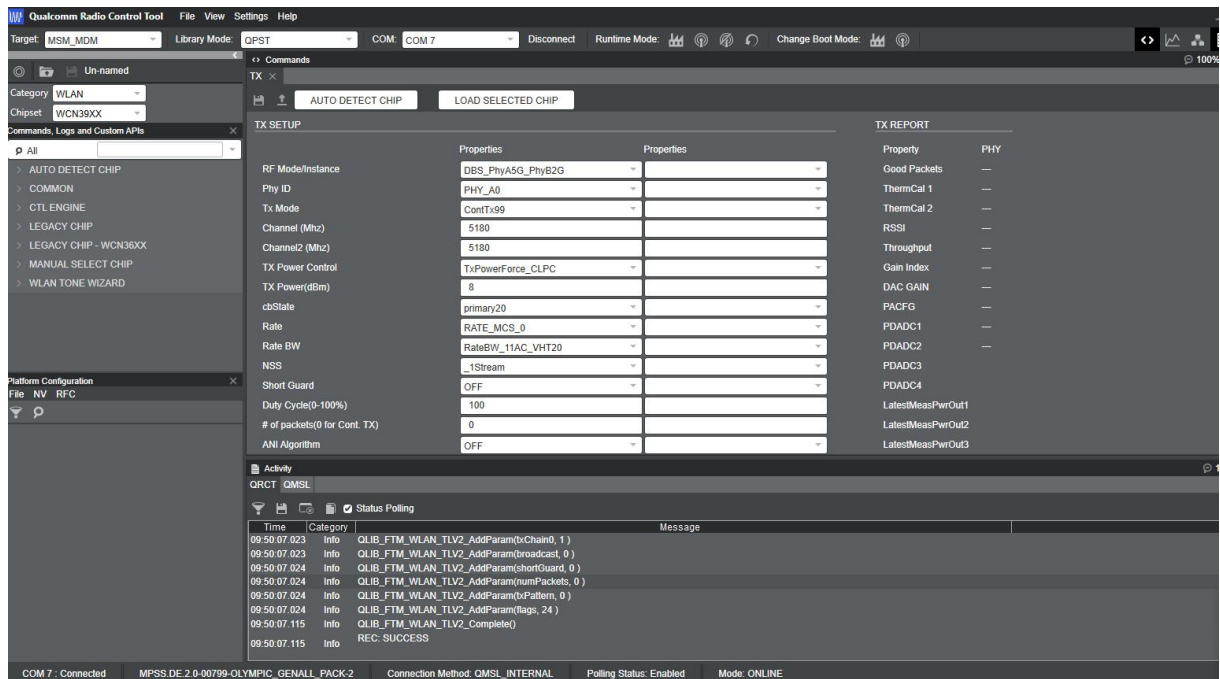 Qualcomm Radio Control Tool File View Settings Help
Target: MSM_MDM Library Mode: QPST COM: COM 7 Disconnect Runtime Mode: Change Boot Mode:
Un-named
Category WLAN
Chipset WCN39XX
Commands, Logs and Custom APIs
All
AUTO DETECT CHIP
COMMON
CTL ENGINE
LEGACY CHIP
LEGACY CHIP - WCN36XX
MANUAL SELECT CHIP
WLAN TONE WIZARD
Platform Configuration
File NV RFC
Commands 100%
TX
AUTO DETECT CHIP LOAD SELECTED CHIP
TX SETUP TX REPORT
Properties Properties Property PHY
RF Mode/Instance DBS_PhyA5G_PhyB2G Good Packets ---
Phy ID PHY_A0 ThermCal 1 ---
Tx Mode ContTx99 ThermCal 2 ---
Channel (Mhz) 5180 RSSI ---
Channel2 (Mhz) 5180 Throughput ---
TX Power Control TxPowerForce_CLPC Gain Index ---
TX Power(dBm) 8 DAC GAIN ---
cbState primary20 PACFG ---
Rate RATE_MCS_0 PDADC1 ---
Rate BW RateBW_11AC_VHT20 PDADC2 ---
NSS _1Stream PDADC3
Short Guard OFF PDADC4
Duty Cycle(0-100%) 100 LatestMeasPwrOut1
# of packets(0 for Cont. TX) 0 LatestMeasPwrOut2
ANI Algorithm OFF LatestMeasPwrOut3
Activity 1
QRCT QMSL
Status Polling
Time Category Message
09:50:07.023 Info QLIB_FTM_WLAN_TLV2_AddParam(txChain0, 1 )
09:50:07.023 Info QLIB_FTM_WLAN_TLV2_AddParam(broadcast, 0 )
09:50:07.024 Info QLIB_FTM_WLAN_TLV2_AddParam(shortGuard, 0 )
09:50:07.024 Info QLIB_FTM_WLAN_TLV2_AddParam(numPackets, 0 )
09:50:07.024 Info QLIB_FTM_WLAN_TLV2_AddParam(txPattern, 0 )
09:50:07.024 Info QLIB_FTM_WLAN_TLV2_AddParam(flags, 24 )
09:50:07.115 Info QLIB_FTM_WLAN_TLV2_Complete()
09:50:07.115 Info REC: SUCCESS
COM 7 : Connected MPSS.DE.2.0-00799-OLYMPIC_GENALL_PACK-2 Connection Method: QMSL_INTERNAL Polling Status: Enabled Mode: ONLINE